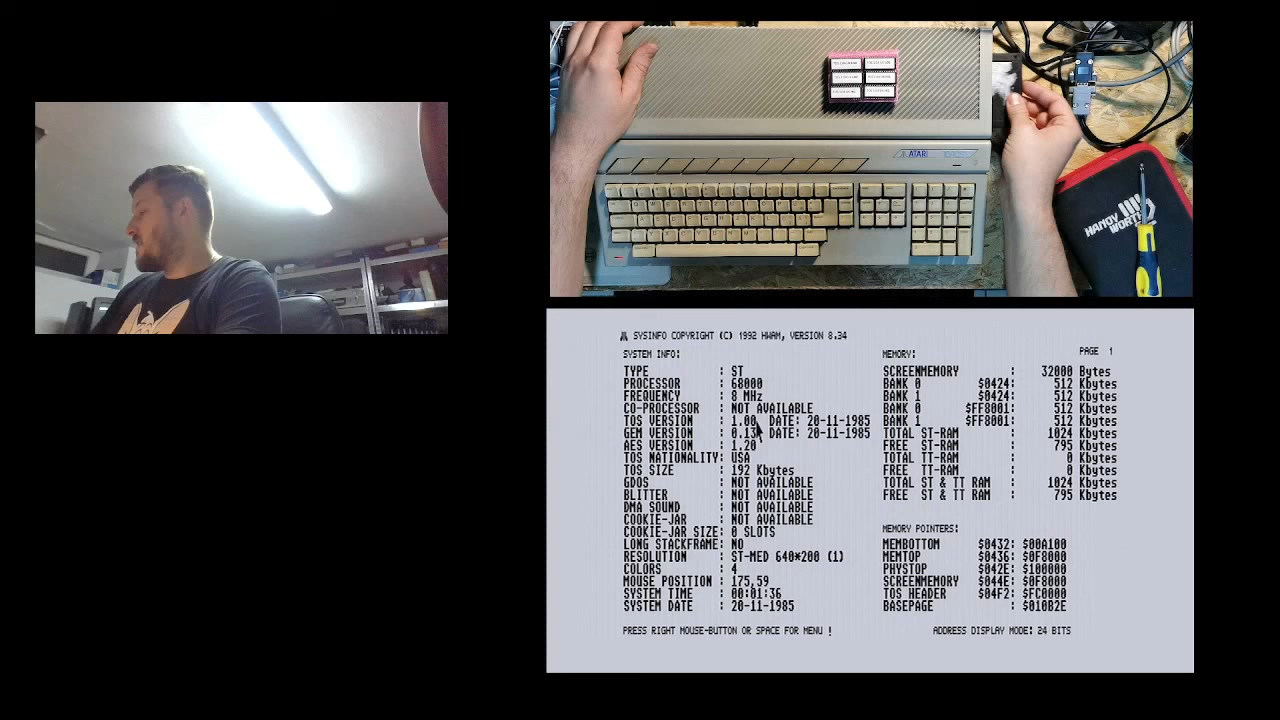 ATARI
HANDY
WORTH
SYSINFO COPYRIGHT (C) 1992 HWAM, VERSION 8.34
PAGE 1
SYSTEM INFO:
TYPE : ST
PROCESSOR : 68000
FREQUENCY : 8 MHz
CO-PROCESSOR : NOT AVAILABLE
TOS VERSION : 1.00 DATE: 20-11-1985
GEM VERSION : 0.13 DATE: 20-11-1985
AES VERSION : 1.20
TOS NATIONALITY: USA
TOS SIZE : 192 Kbytes
GDOS : NOT AVAILABLE
BLITTER : NOT AVAILABLE
DMA SOUND : NOT AVAILABLE
COOKIE-JAR : NOT AVAILABLE
COOKIE-JAR SIZE: 0 SLOTS
LONG STACKFRAME: NO
RESOLUTION : ST-MED 640*200 (1)
COLORS : 4
MOUSE POSITION : 175,59
SYSTEM TIME : 00:01:36
SYSTEM DATE : 20-11-1985
MEMORY:
SCREENMEMORY : 32000 Bytes
BANK 0 $0424: 512 Kbytes
BANK 1 $0424: 512 Kbytes
BANK 0 $FF8001: 512 Kbytes
BANK 1 $FF8001: 512 Kbytes
TOTAL ST-RAM : 1024 Kbytes
FREE ST-RAM : 795 Kbytes
TOTAL TT-RAM : 0 Kbytes
FREE TT-RAM : 0 Kbytes
TOTAL ST & TT RAM : 1024 Kbytes
FREE ST & TT RAM : 795 Kbytes
MEMORY POINTERS:
MEMBOTTOM $0432: $00A100
MEMTOP $0436: $0F8000
PHYSTOP $042E: $100000
SCREENMEMORY $044E: $0F8000
TOS HEADER $04F2: $FC0000
BASEPAGE : $010B2E
PRESS RIGHT MOUSE-BUTTON OR SPACE FOR MENU !
ADDRESS DISPLAY MODE: 24 BITS